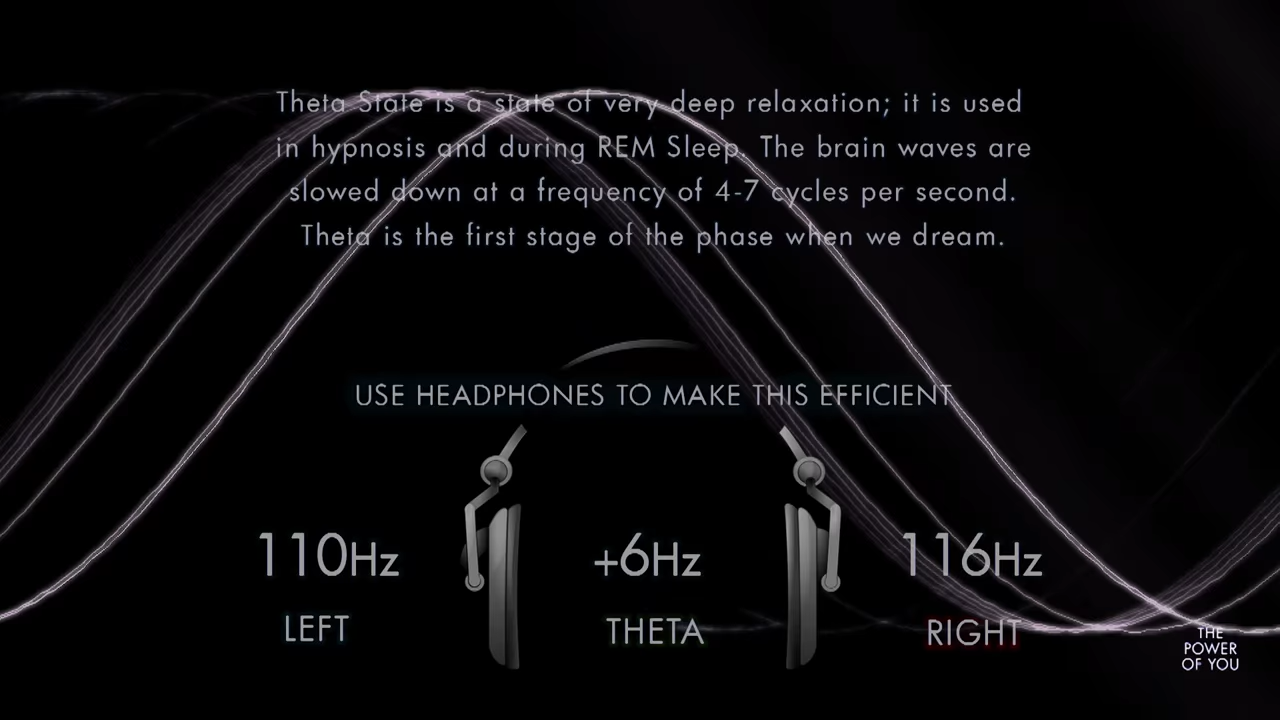 Theta State is a state of very deep relaxation; it is used
in hypnosis and during REM Sleep. The brain waves are
slowed down at a frequency of 4-7 cycles per second.
Theta is the first stage of the phase when we dream.
USE HEADPHONES TO MAKE THIS EFFICIENT
110Hz +6Hz 116Hz
LEFT THETA RIGHT
THE
POWER
OF YOU